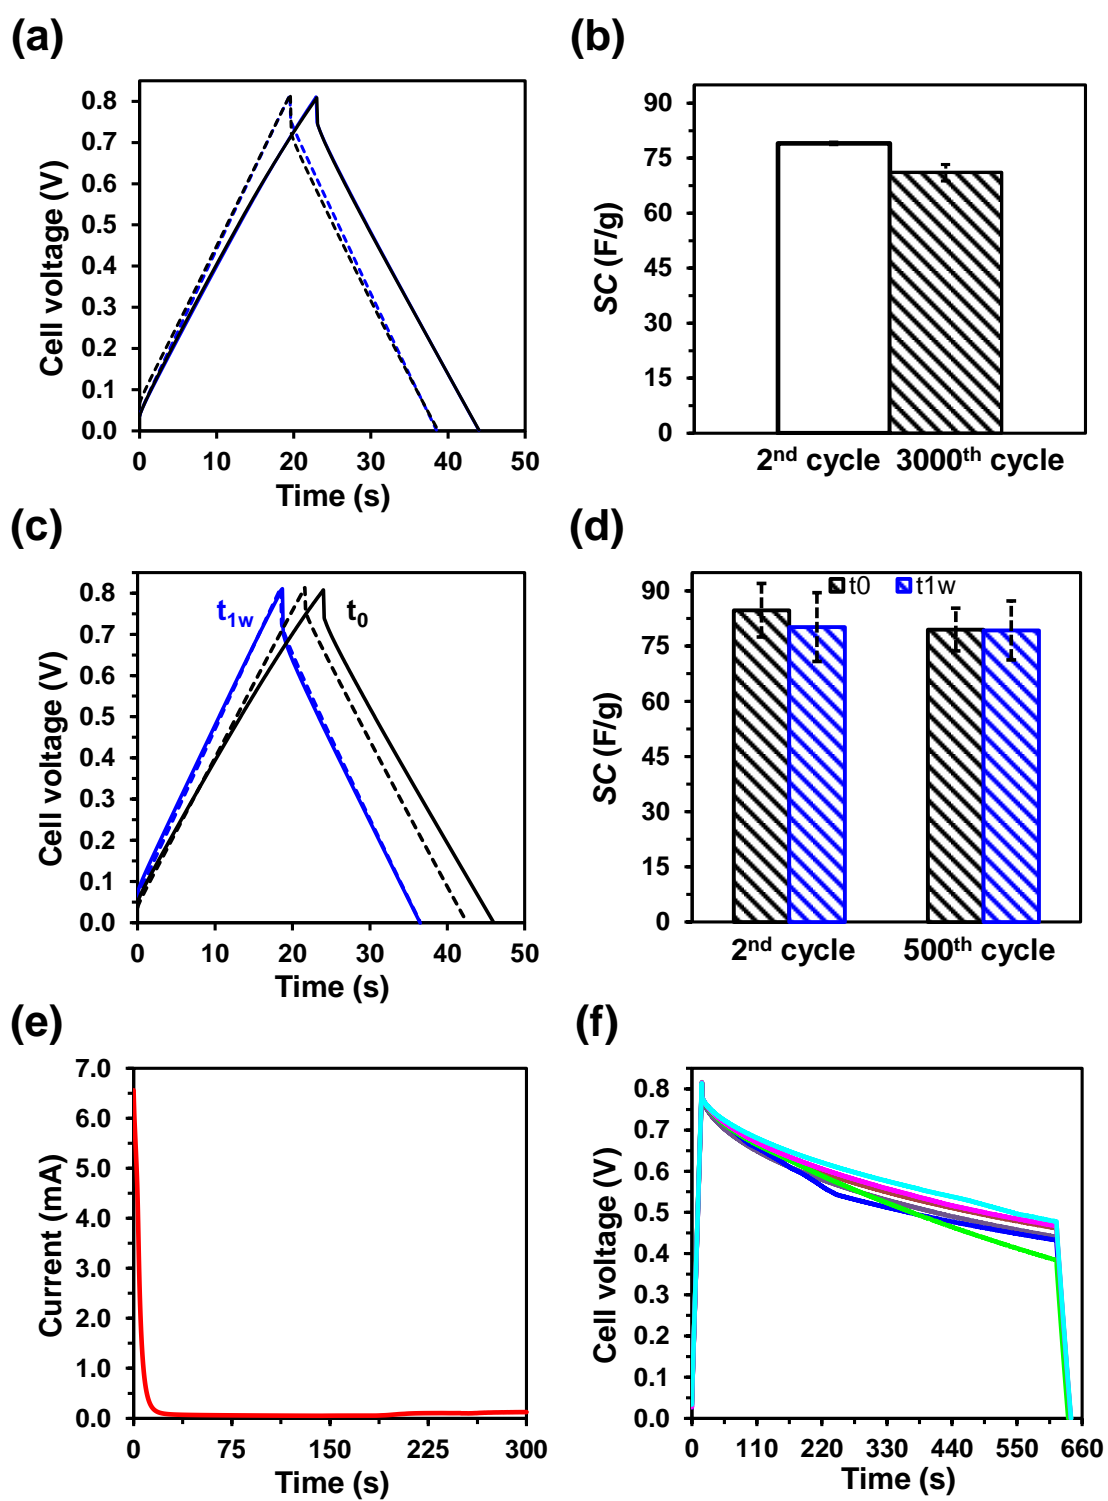 (a)
(b)
0.8
0.7
0.6
0.5
0.4
0.3
0.2
0.1
0.0
Cell voltage (V)
0 10 20 30 40 50
Time (s)
90
75
60
45
30
15
0
SC (F/g)
2nd cycle 3000th cycle
(c)
(d)
0.8
0.7
0.6
0.5
0.4
0.3
0.2
0.1
0.0
Cell voltage (V)
t1w
t0
0 10 20 30 40 50
Time (s)
90
75
60
45
30
15
0
SC (F/g)
t0 t1w
2nd cycle 500th cycle
(e)
(f)
7.0
6.0
5.0
4.0
3.0
2.0
1.0
0.0
Current (mA)
0 75 150 225 300
Time (s)
0.8
0.7
0.6
0.5
0.4
0.3
0.2
0.1
0.0
Cell voltage (V)
0 110 220 330 440 550 660
Time (s)